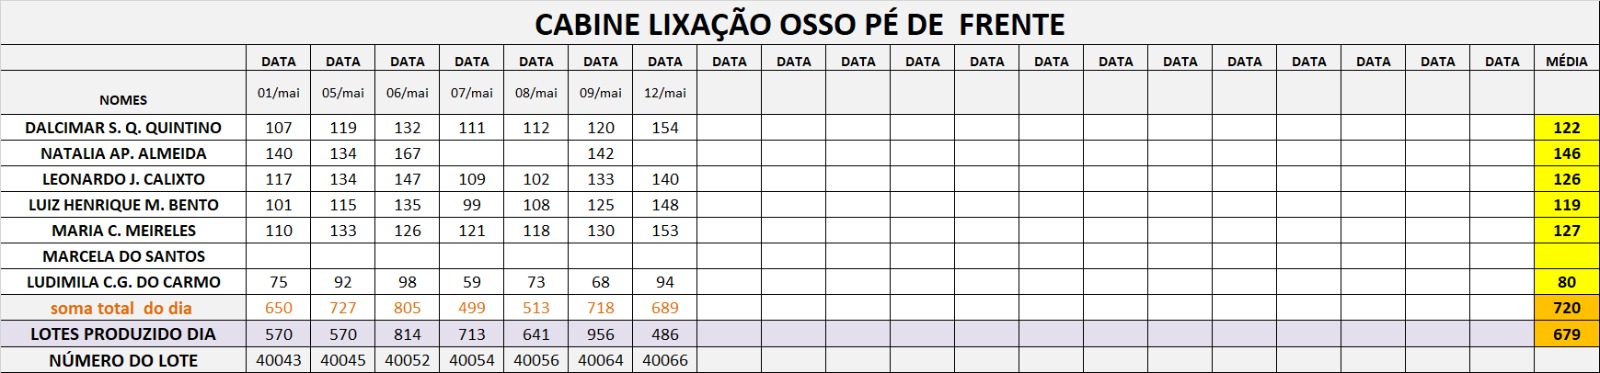 CABINE LIXAÇÃO OSSO PÉ DE  FRENTE
DATA DATA DATA DATA DATA DATA DATA DATA DATA DATA DATA DATA DATA DATA DATA DATA DATA DATA DATA DATA MÉDIA
NOMES 01/mai 05/mai 06/mai 07/mai 08/mai 09/mai 12/mai
DALCIMAR S. Q. QUINTINO 107 119 132 111 112 120 154 122
NATALIA AP. ALMEIDA 140 134 167 142 146
LEONARDO J. CALIXTO 117 134 147 109 102 133 140 126
LUIZ HENRIQUE M. BENTO 101 115 135 99 108 125 148 119
MARIA C. MEIRELES 110 133 126 121 118 130 153 127
MARCELA DO SANTOS
LUDIMILA C.G. DO CARMO 75 92 98 59 73 68 94 80
soma total  do dia 650 727 805 499 513 718 689 720
LOTES PRODUZIDO DIA 570 570 814 713 641 956 486 679
NÚMERO DO LOTE 40043 40045 40052 40054 40056 40064 40066